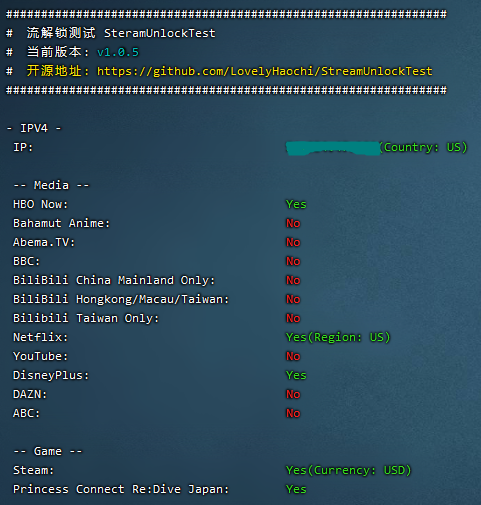 ###############################################################
# 流解锁测试 SteramUnlockTest
# 当前版本: v1.0.5
# 开源地址: https://github.com/LovelyHaochi/StreamUnlockTest
###############################################################
- IPV4 -
IP: (Country: US)
-- Media --
HBO Now: Yes
Bahamut Anime: No
Abema.TV: No
BBC: No
BiliBili China Mainland Only: No
BiliBili Hongkong/Macau/Taiwan: No
Bilibili Taiwan Only: No
Netflix: Yes(Region: US)
YouTube: No
DisneyPlus: Yes
DAZN: No
ABC: No
-- Game --
Steam: Yes(Currency: USD)
Princess Connect Re:Dive Japan: Yes